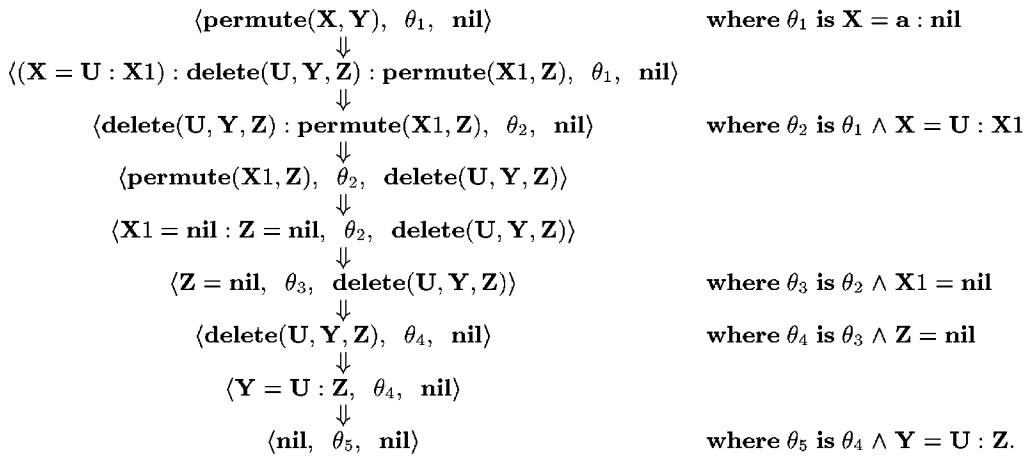 ⟨permute(X, Y), θ₁, nil⟩ where θ₁ is X = a : nil
⇓
⟨(X = U : X1) : delete(U, Y, Z) : permute(X1, Z), θ₁, nil⟩
⇓
⟨delete(U, Y, Z) : permute(X1, Z), θ₂, nil⟩ where θ₂ is θ₁ ∧ X = U : X1
⇓
⟨permute(X1, Z), θ₂, delete(U, Y, Z)⟩
⇓
⟨X1 = nil : Z = nil, θ₂, delete(U, Y, Z)⟩
⇓
⟨Z = nil, θ₃, delete(U, Y, Z)⟩ where θ₃ is θ₂ ∧ X1 = nil
⇓
⟨delete(U, Y, Z), θ₄, nil⟩ where θ₄ is θ₃ ∧ Z = nil
⇓
⟨Y = U : Z, θ₄, nil⟩
⇓
⟨nil, θ₅, nil⟩ where θ₅ is θ₄ ∧ Y = U : Z.